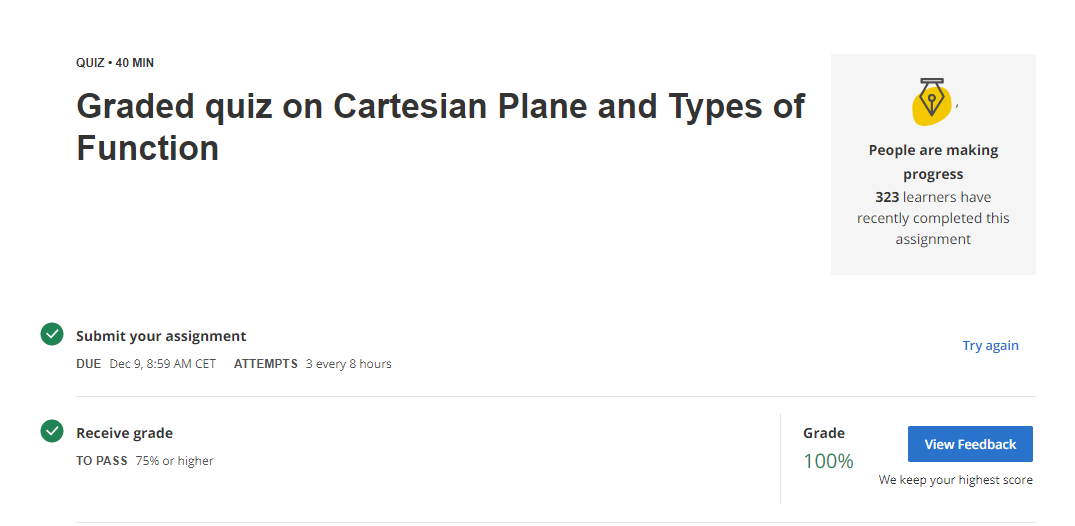 QUIZ • 40 MIN
Graded quiz on Cartesian Plane and Types of
Function
People are making
progress
323 learners have
recently completed this
assignment
Submit your assignment
DUE Dec 9, 8:59 AM CET ATTEMPTS 3 every 8 hours
Try again
Receive grade
TO PASS 75% or higher
Grade
100%
View Feedback
We keep your highest score